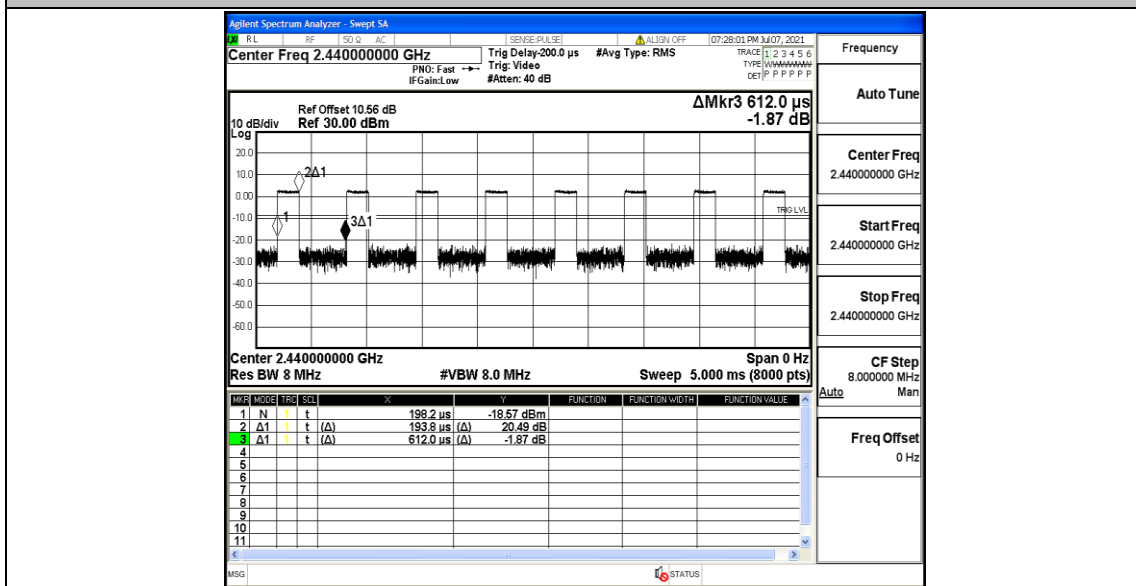 Agilent Spectrum Analyzer - Swept SA
RL RF 50 Ω AC SENSE:PULSE ALIGN OFF 07:28:01 PM Jul 07, 2021
Center Freq 2.440000000 GHz
PNO: Fast
IFGain:Low
Trig Delay-200.0 µs
Trig: Video
#Atten: 40 dB
#Avg Type: RMS
TRACE 1 2 3 4 5 6
TYPE
DET P P P P P P
ΔMkr3 612.0 µs
-1.87 dB
Ref Offset 10.56 dB
10 dB/div Ref 30.00 dBm
Log
20.0
10.0
0.00
-10.0
-20.0
-30.0
-40.0
-50.0
-60.0
2Δ1
1
3Δ1
TRIG LVL
Center 2.440000000 GHz Span 0 Hz
Res BW 8 MHz #VBW 8.0 MHz Sweep 5.000 ms (8000 pts)
MKR MODE TRC SCL X Y FUNCTION FUNCTION WIDTH FUNCTION VALUE
1 N 1 t 198.2 µs -18.57 dBm
2 Δ1 1 t (Δ) 193.8 µs (Δ) 20.49 dB
3 Δ1 1 t (Δ) 612.0 µs (Δ) -1.87 dB
4
5
6
7
8
9
10
11
MSG STATUS
Frequency
Auto Tune
Center Freq
2.440000000 GHz
Start Freq
2.440000000 GHz
Stop Freq
2.440000000 GHz
CF Step
8.000000 MHz
Auto Man
Freq Offset
0 Hz